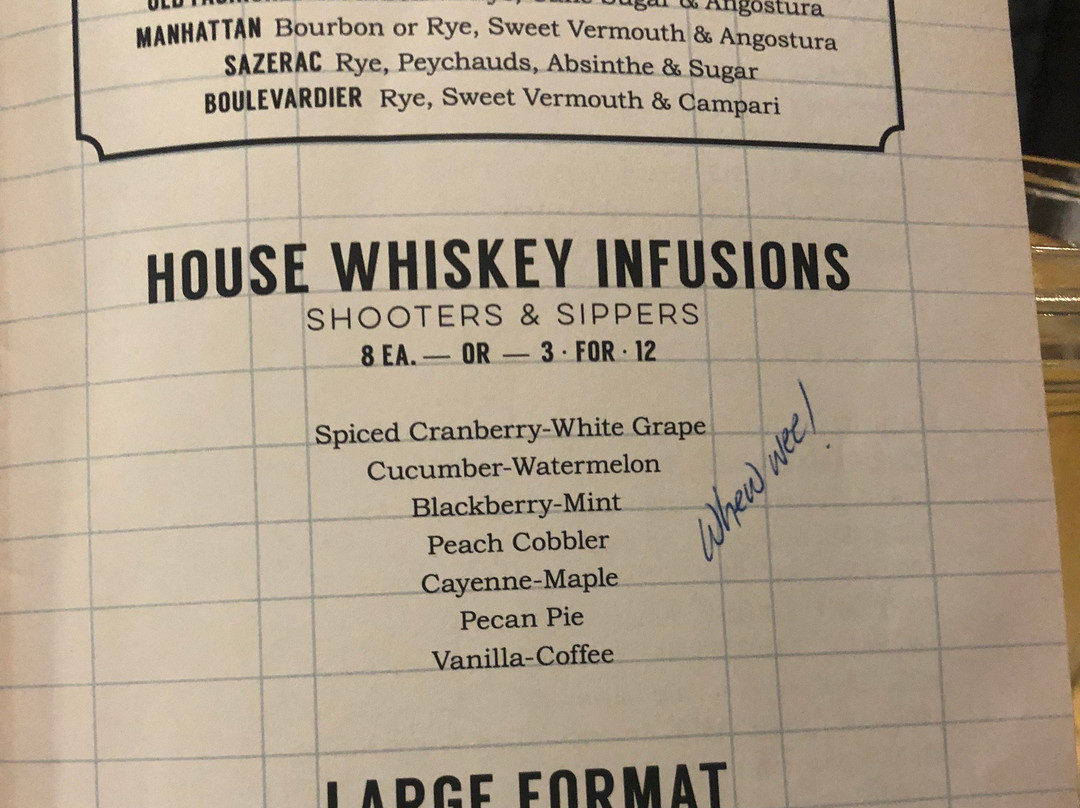 Sugar & Angostura
MANHATTAN Bourbon or Rye, Sweet Vermouth & Angostura
SAZERAC Rye, Peychauds, Absinthe & Sugar
BOULEVARDIER Rye, Sweet Vermouth & Campari
HOUSE WHISKEY INFUSIONS
SHOOTERS & SIPPERS
8 EA. — OR — 3 · FOR · 12
Spiced Cranberry-White Grape
Cucumber-Watermelon
Blackberry-Mint
Peach Cobbler
Cayenne-Maple
Pecan Pie
Vanilla-Coffee
Whew wee!
LARGE FORMAT